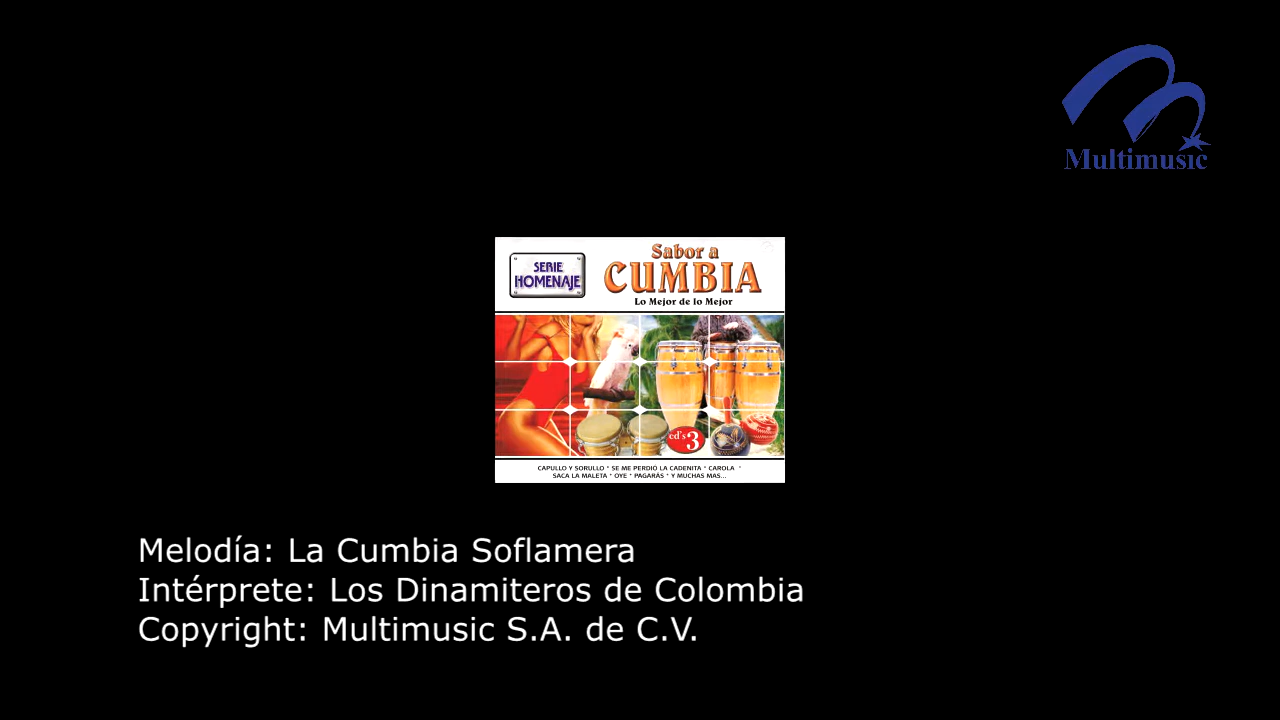 Multimusic
Sabor a
SERIE
HOMENAJE
CUMBIA
Lo Mejor de lo Mejor
cd's 3
CAPULLO Y SORULLO * SE ME PERDIÓ LA CADENITA * CAROLA *
SACA LA MALETA * OYE * PAGARÁS * Y MUCHAS MAS...
Melodía: La Cumbia Soflamera
Intérprete: Los Dinamiteros de Colombia
Copyright: Multimusic S.A. de C.V.